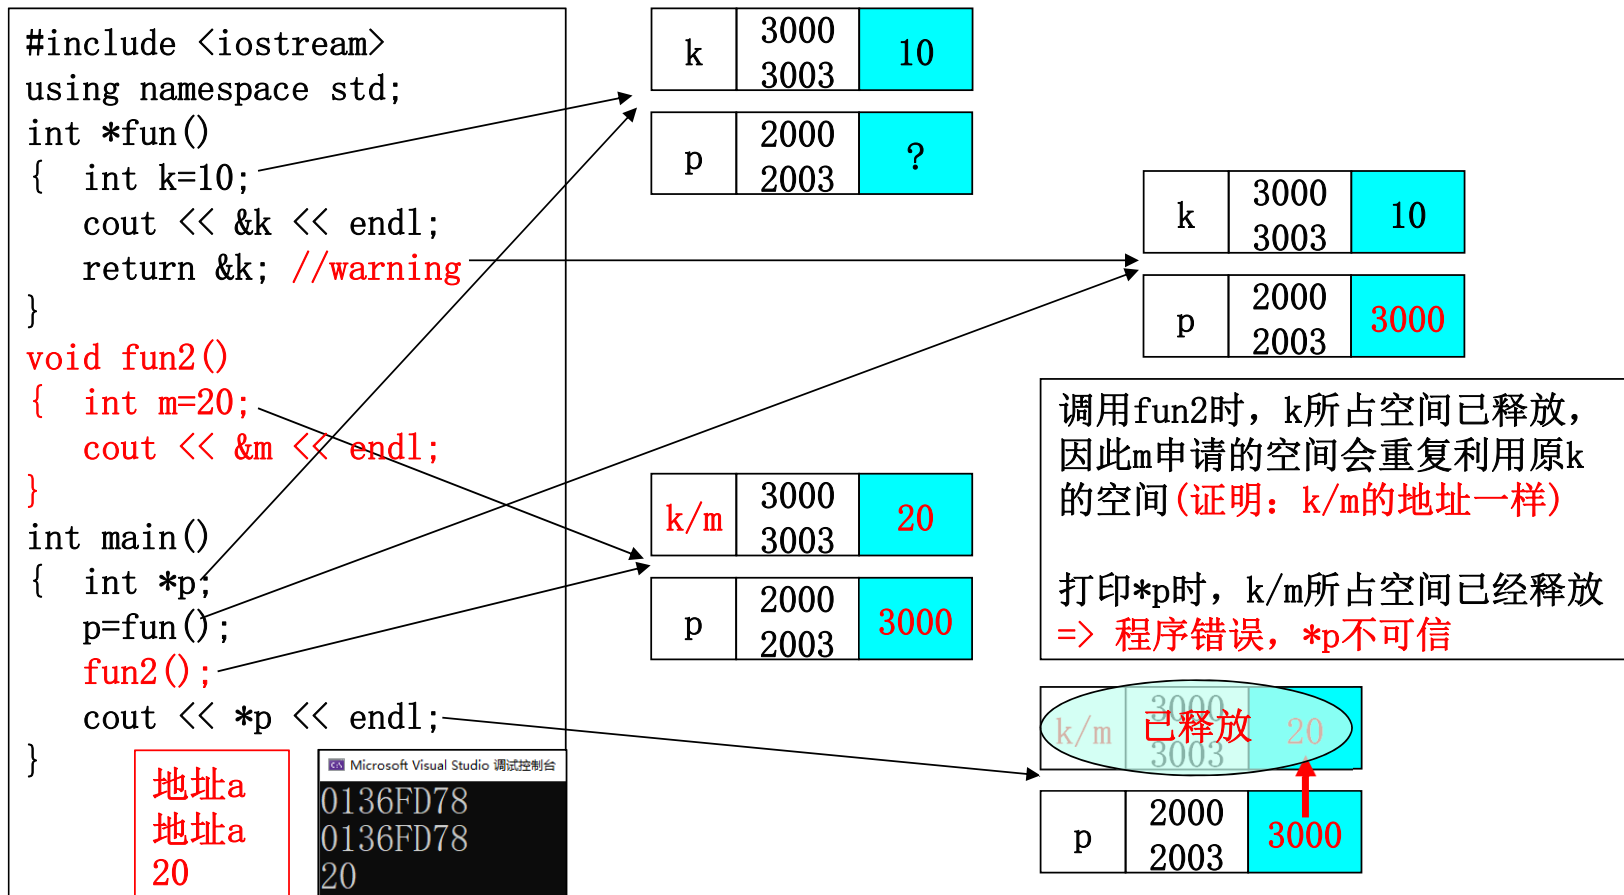 #include <iostream>
using namespace std;
int *fun()
{  int k=10;
   cout << &k << endl;
   return &k; //warning
}
void fun2()
{  int m=20;
   cout << &m << endl;
}
int main()
{  int *p;
   p=fun();
   fun2();
   cout << *p << endl;
}
地址a
地址a
20
Microsoft Visual Studio 调试控制台
0136FD78
0136FD78
20
k 3000 10
3003
p 2000 ?
2003
k 3000 10
3003
p 2000 3000
2003
k/m 3000 20
3003
p 2000 3000
2003
调用fun2时，k所占空间已释放，
因此m申请的空间会重复利用原k
的空间(证明：k/m的地址一样)
打印*p时，k/m所占空间已经释放
=> 程序错误，*p不可信
k/m 3000 20
3003
已释放
p 2000 3000
2003